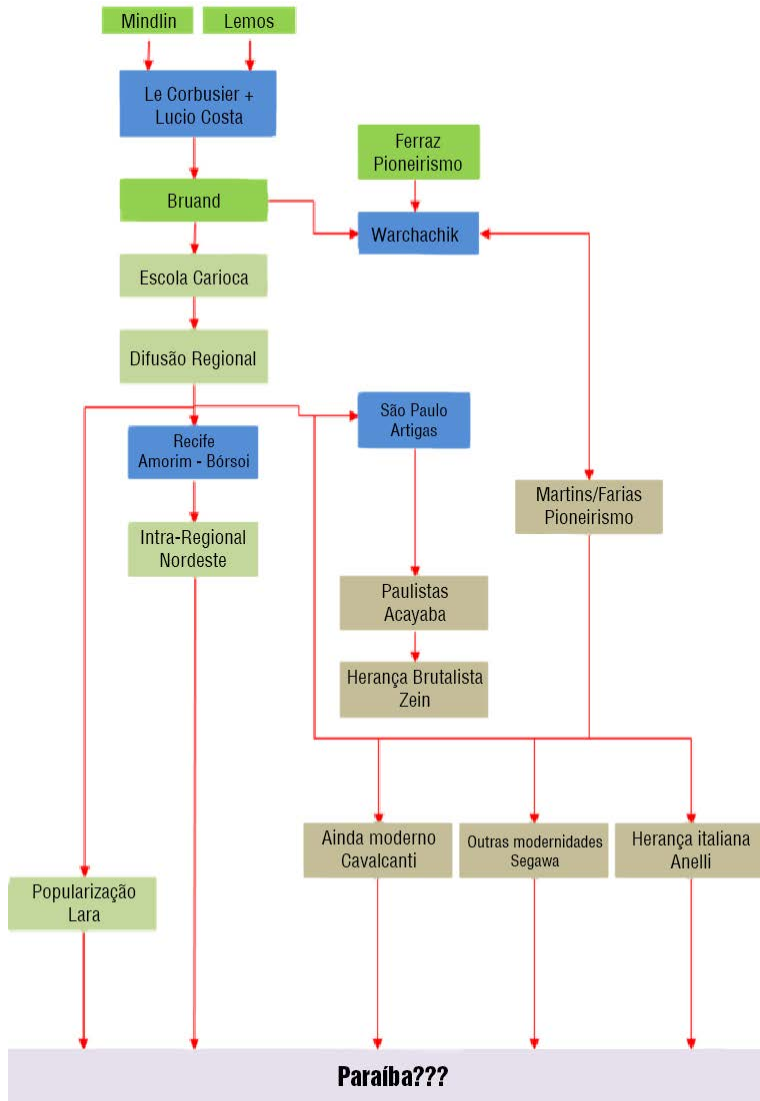 Mindlin
Lemos
Le Corbusier +
Lucio Costa
Ferraz
Pioneirismo
Bruand
Warchachik
Escola Carioca
Difusão Regional
São Paulo
Artigas
Recife
Amorim - Bórsoi
Martins/Farias
Pioneirismo
Intra-Regional
Nordeste
Paulistas
Acayaba
Herança Brutalista
Zein
Ainda moderno
Cavalcanti
Outras modernidades
Segawa
Herança italiana
Anelli
Popularização
Lara
Paraíba???